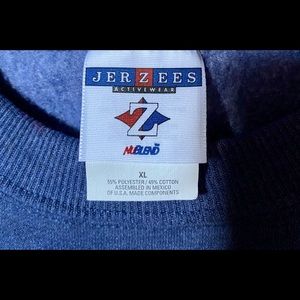 JERZEES
ACTIVEWEAR
Z
NUBLEND
XL
55% POLYESTER / 45% COTTON
ASSEMBLED IN MEXICO
OF U.S.A. MADE COMPONENTS